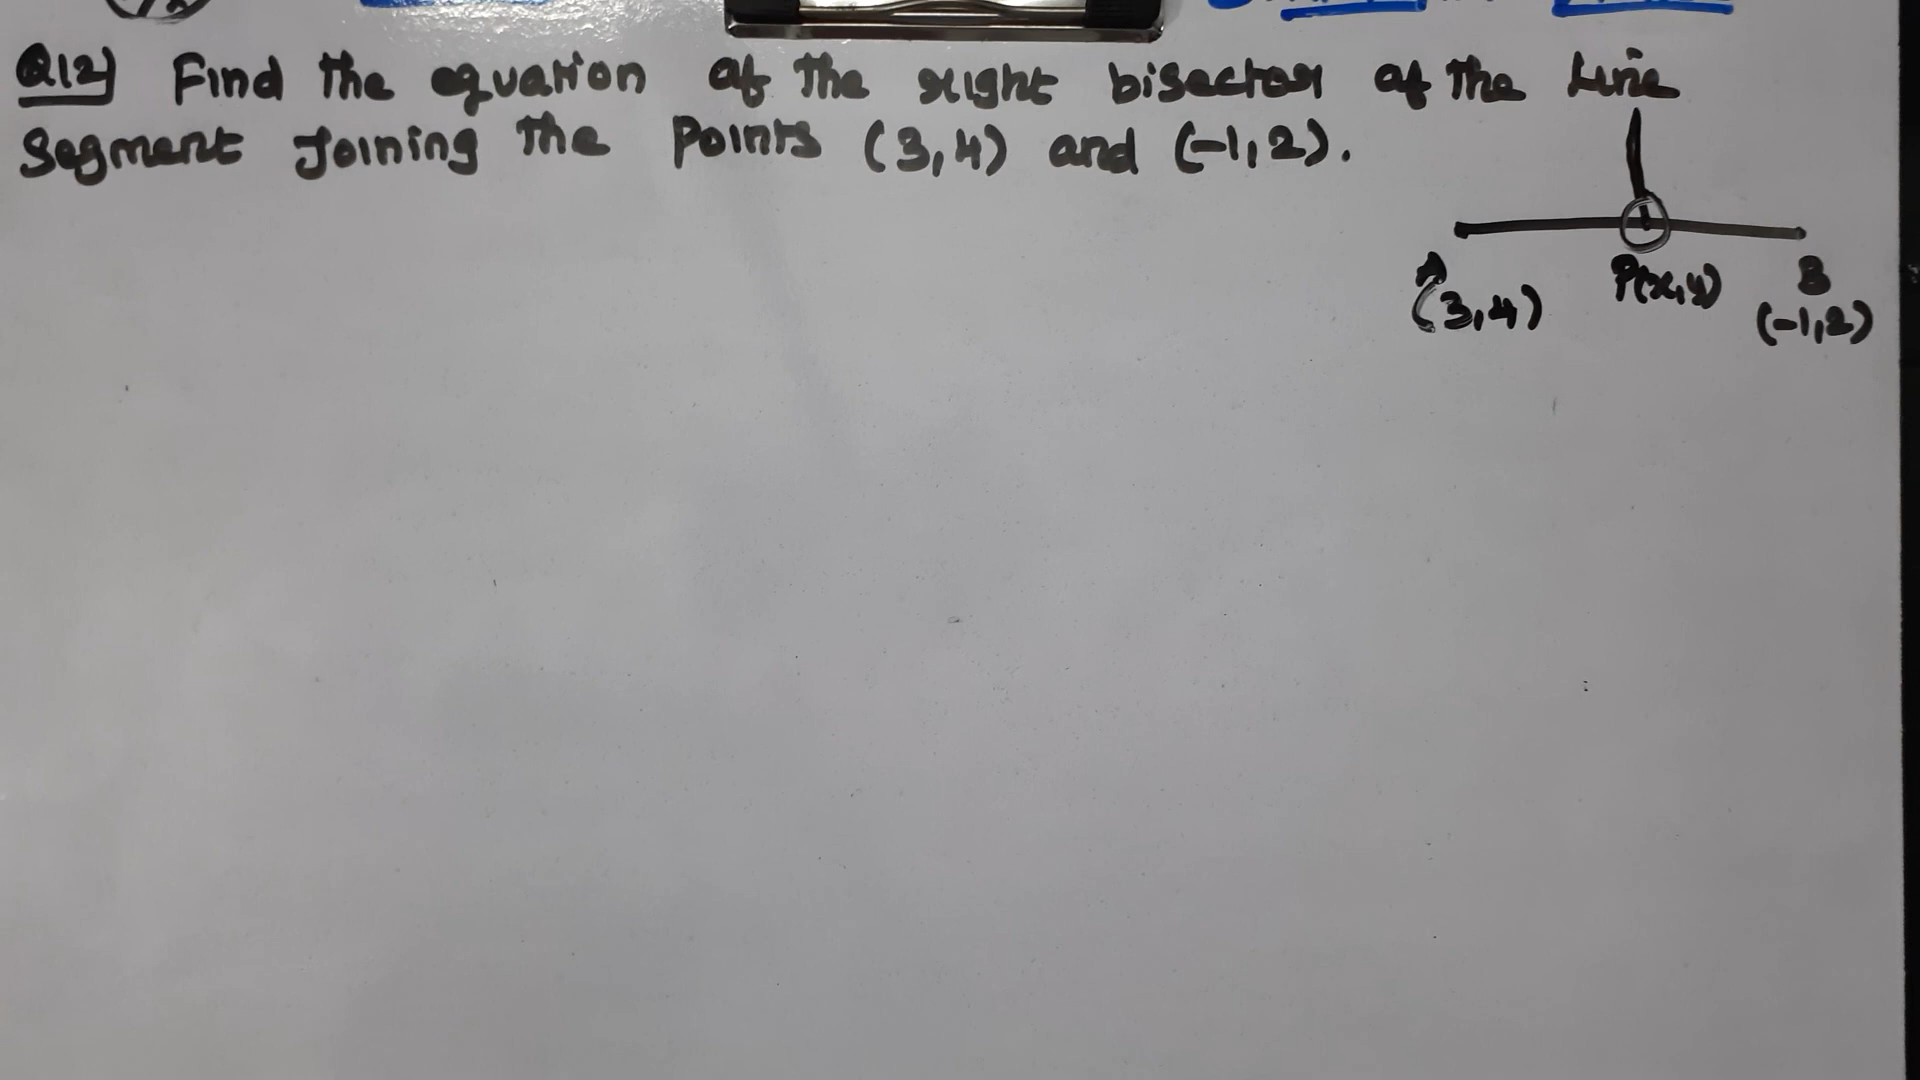 Q12) Find the equation of the right bisector of the Line
Segment Joining the Points (3,4) and (-1,2).
A
P(x,y)
B
(3,4)
(-1,2)